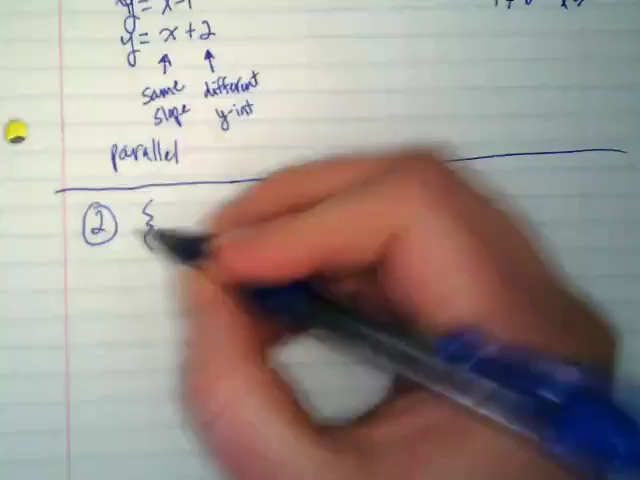 y = x + 2
same different
slope y-int
parallel
② {